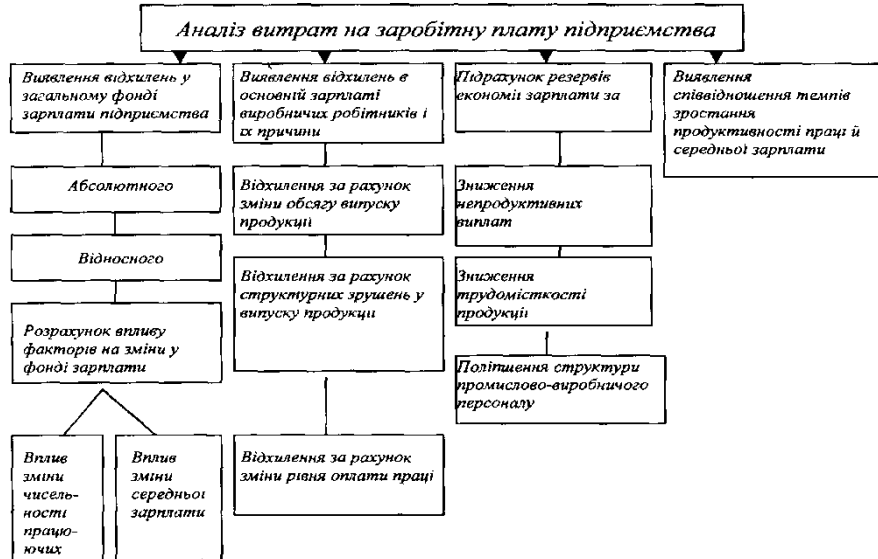 Аналіз витрат на заробітну плату підприємства
Виявлення відхилень у
загальному фонді
зарплати підприємства
Абсолютного
Відносного
Розрахунок впливу
факторів на зміни у
фонді зарплати
Вплив
зміни
чисель-
ності
працю-
ючих
Вплив
зміни
середньої
зарплати
Виявлення відхилень в
основній зарплаті
виробничих робітників і
їх причини
Відхилення за рахунок
зміни обсягу випуску
продукції
Відхилення за рахунок
структурних зрушень у
випуску продукції
Відхилення за рахунок
зміни рівня оплати праці
Підрахунок резервів
економії зарплати за
Зниження
непродуктивних
виплат
Зниження
трудомісткості
продукції
Поліпшення структури
промислово-виробничого
персоналу
Виявлення
співвідношення темпів
зростання
продуктивності праці й
середньої зарплати